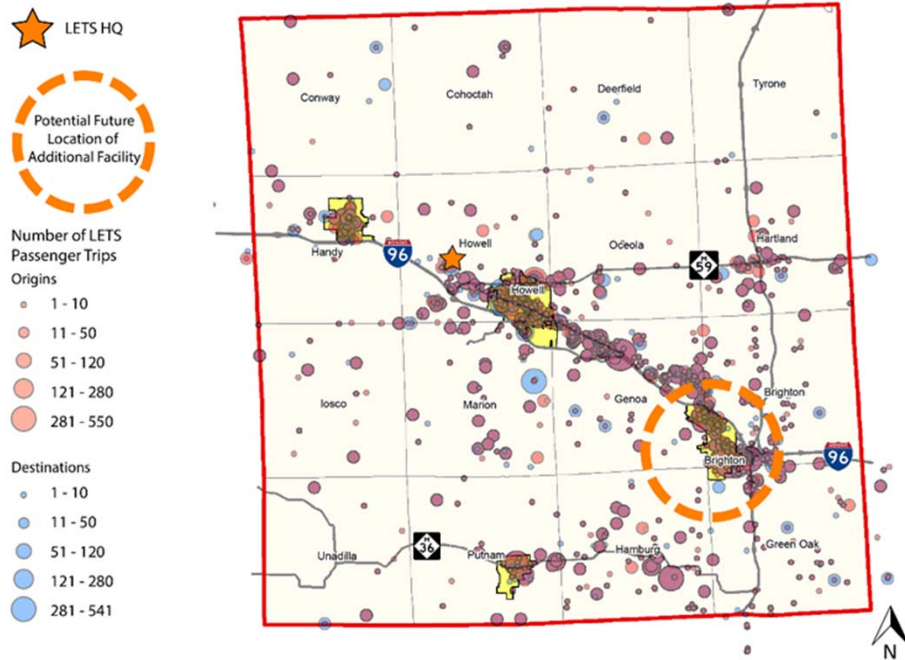 LETS HQ
Potential Future
Location of
Additional Facility
Number of LETS
Passenger Trips
Origins
1 - 10
11 - 50
51 - 120
121 - 280
281 - 550
Destinations
1 - 10
11 - 50
51 - 120
121 - 280
281 - 541
Conway
Cohoctah
Deerfield
Tyrone
Handy
96
Howell
Howell
Oceola
M
59
Hartland
Iosco
Marion
Genoa
Brighton
Brighton
96
Unadilla
M
36
Putnam
Hamburg
Green Oak
N